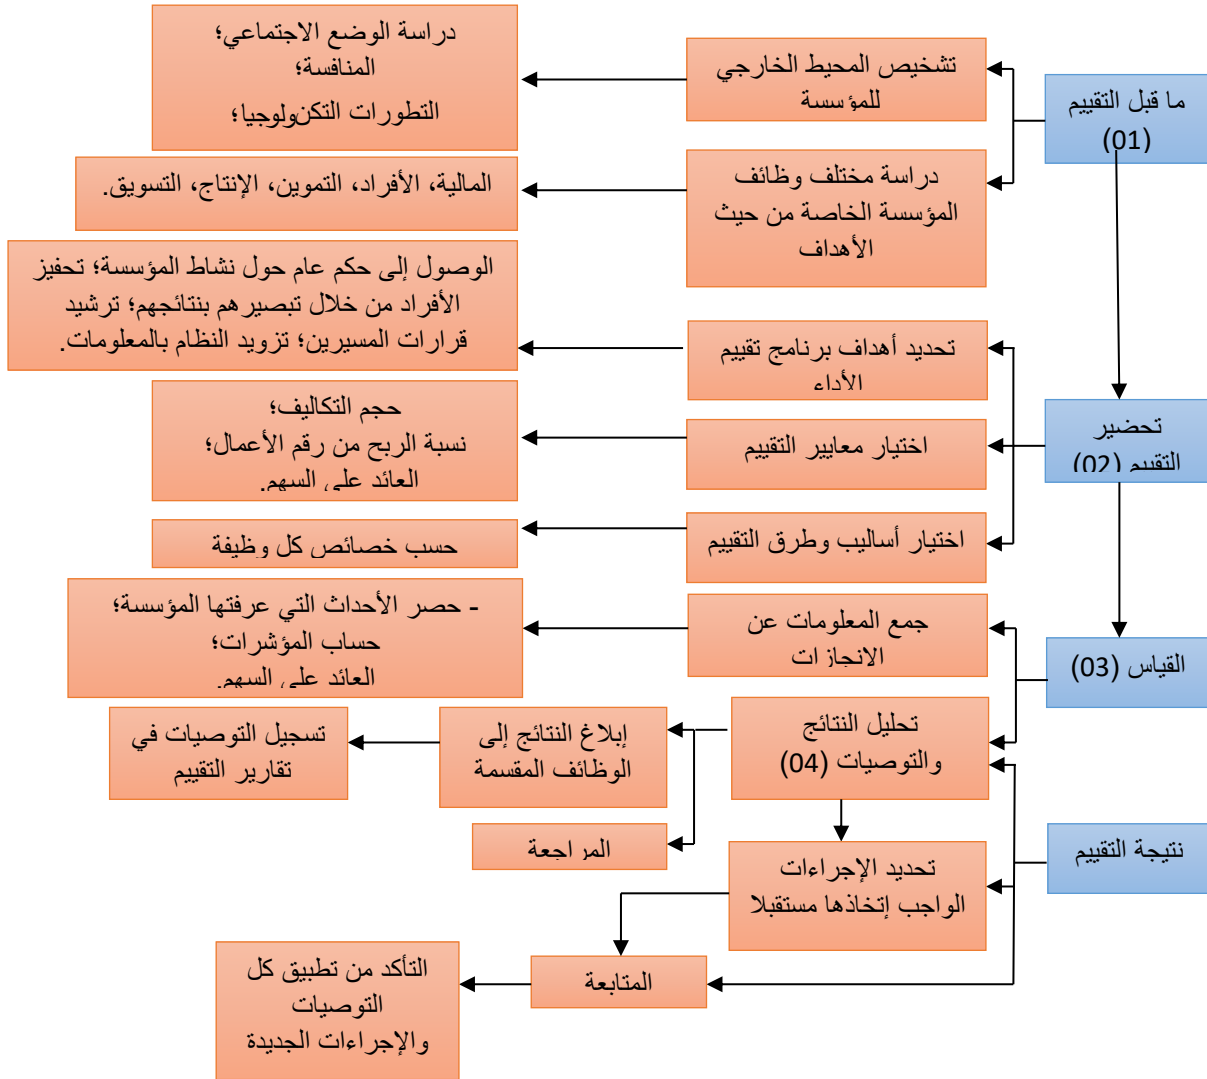 ما قبل التقييم
(01)
تشخيص المحيط الخارجي
للمؤسسة
دراسة الوضع الاجتماعي؛
المنافسة؛
التطورات التكنولوجيا؛
دراسة مختلف وظائف
المؤسسة الخاصة من حيث
الأهداف
المالية، الأفراد، التموين، الإنتاج، التسويق.
تحضير
التقييم (02)
تحديد أهداف برنامج تقييم
الأداء
الوصول إلى حكم عام حول نشاط المؤسسة؛ تحفيز
الأفراد من خلال تبصيرهم بنتائجهم؛ ترشيد
قرارات المسيرين؛ تزويد النظام بالمعلومات.
اختيار معايير التقييم
حجم التكاليف؛
نسبة الربح من رقم الأعمال؛
العائد على السهم.
اختيار أساليب وطرق التقييم
حسب خصائص كل وظيفة
القياس (03)
جمع المعلومات عن
الانجازات
- حصر الأحداث التي عرفتها المؤسسة؛
حساب المؤشرات؛
العائد على السهم.
تحليل النتائج
والتوصيات (04)
إبلاغ النتائج إلى
الوظائف المقسمة
تسجيل التوصيات في
تقارير التقييم
المراجعة
نتيجة التقييم
تحديد الإجراءات
الواجب إتخاذها مستقبلا
المتابعة
التأكد من تطبيق كل
التوصيات
والإجراءات الجديدة